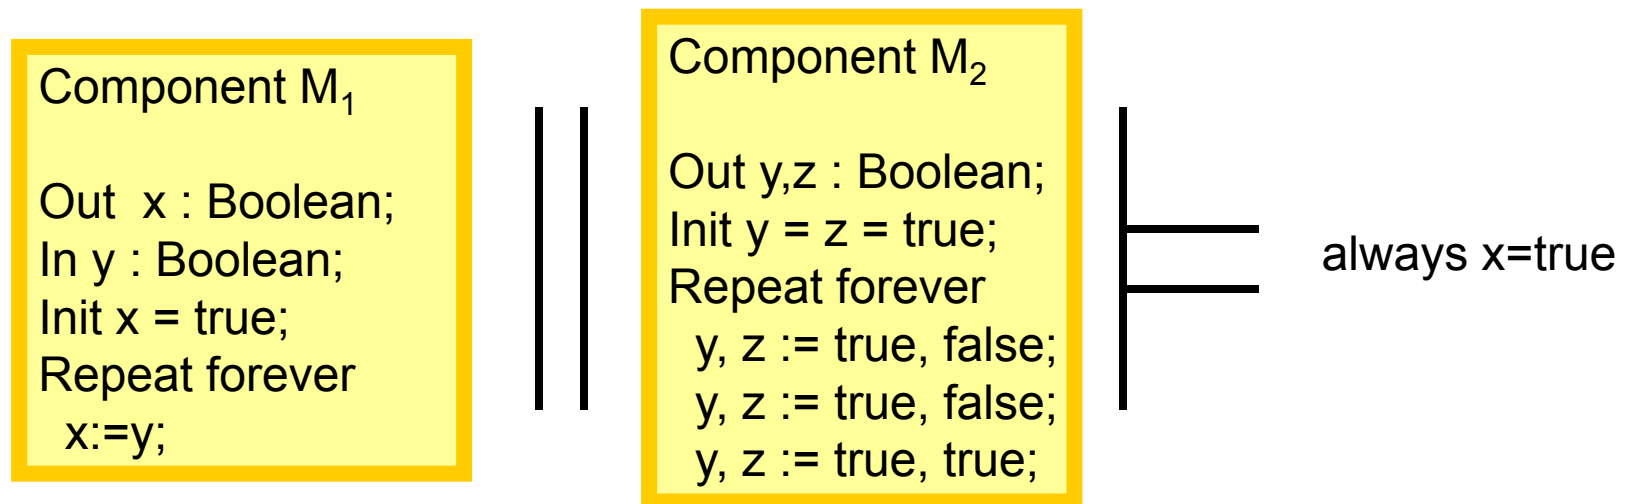 Component M₁
Out x : Boolean;
In y : Boolean;
Init x = true;
Repeat forever
x:=y;
Component M₂
Out y,z : Boolean;
Init y = z = true;
Repeat forever
y, z := true, false;
y, z := true, false;
y, z := true, true;
always x=true